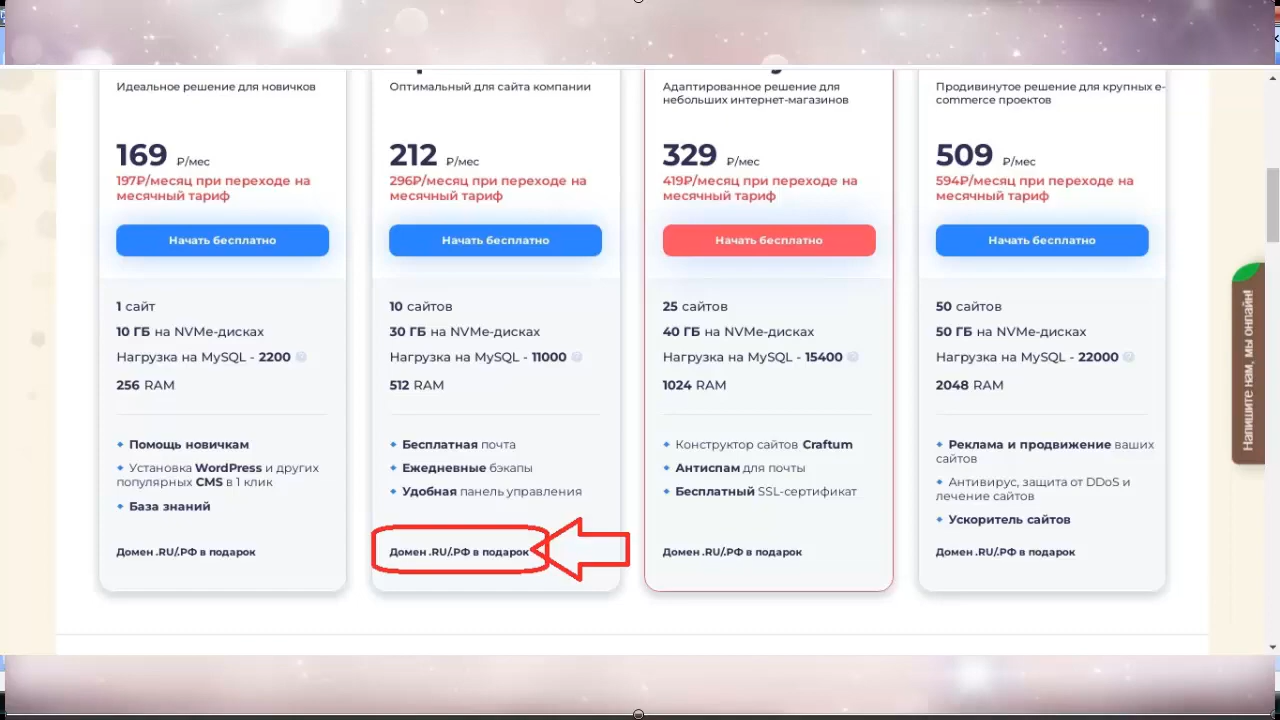 Идеальное решение для новичков
169 ₽/мес
197₽/месяц при переходе на
месячный тариф
Начать бесплатно
1 сайт
10 ГБ на NVMe-дисках
Нагрузка на MySQL - 2200
256 RAM
Помощь новичкам
Установка WordPress и других
популярных CMS в 1 клик
База знаний
Домен .RU/.РФ в подарок
Оптимальный для сайта компании
212 ₽/мес
296₽/месяц при переходе на
месячный тариф
Начать бесплатно
10 сайтов
30 ГБ на NVMe-дисках
Нагрузка на MySQL - 11000
512 RAM
Бесплатная почта
Ежедневные бэкапы
Удобная панель управления
Домен .RU/.РФ в подарок
Адаптированное решение для
небольших интернет-магазинов
329 ₽/мес
419₽/месяц при переходе на
месячный тариф
Начать бесплатно
25 сайтов
40 ГБ на NVMe-дисках
Нагрузка на MySQL - 15400
1024 RAM
Конструктор сайтов Craftum
Антиспам для почты
Бесплатный SSL-сертификат
Домен .RU/.РФ в подарок
Продвинутое решение для крупных e-
commerce проектов
509 ₽/мес
594₽/месяц при переходе на
месячный тариф
Начать бесплатно
50 сайтов
50 ГБ на NVMe-дисках
Нагрузка на MySQL - 22000
2048 RAM
Реклама и продвижение ваших
сайтов
Антивирус, защита от DDoS и
лечение сайтов
Ускоритель сайтов
Домен .RU/.РФ в подарок
Напишите нам, мы онлайн!